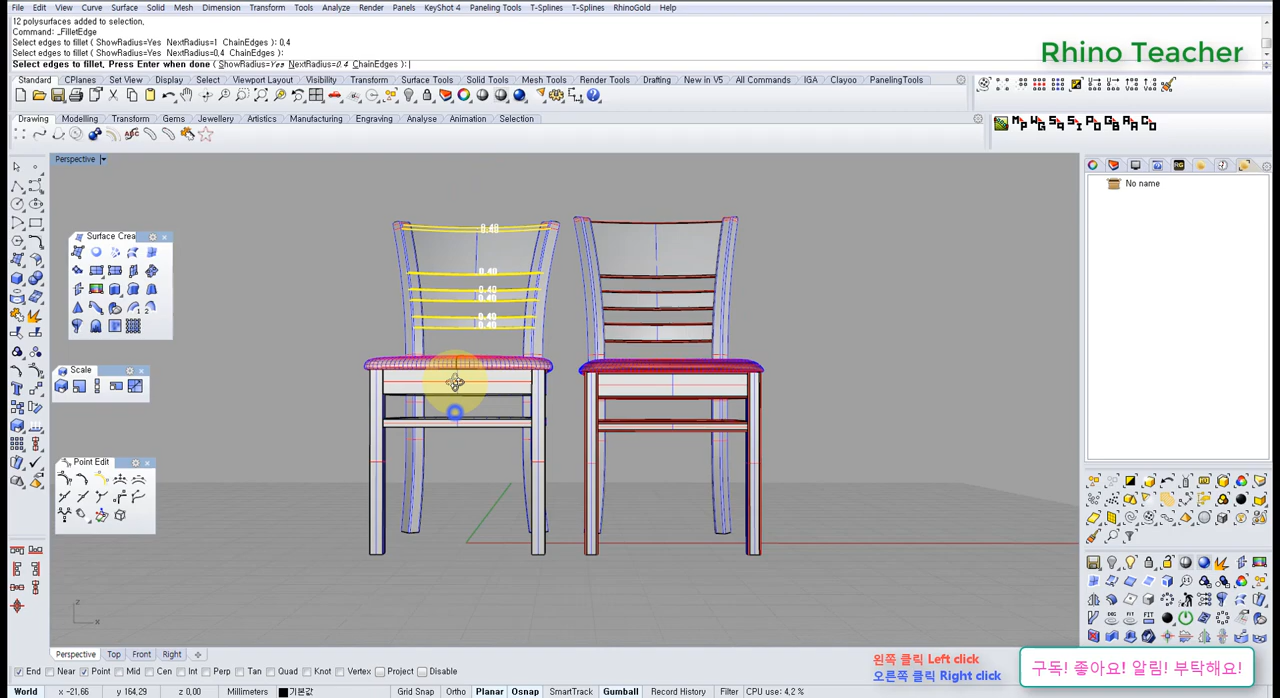 File Edit View Curve Surface Solid Mesh Dimension Transform Tools Analyze Render Panels KeyShot 4 Paneling Tools T-Splines T-Splines RhinoGold Help
12 polysurfaces added to selection.
Command: _FilletEdge
Select edges to fillet ( ShowRadius=Yes NextRadius=1 ChainEdges ): 0.4
Select edges to fillet ( ShowRadius=Yes NextRadius=0.4 ChainEdges ):
Select edges to fillet. Press Enter when done ( ShowRadius=Yes NextRadius=0.4 ChainEdges ):
Rhino Teacher
Standard CPlanes Set View Display Select Viewport Layout Visibility Transform Surface Tools Solid Tools Mesh Tools Render Tools Drafting New in V5 All Commands IGA Clayoo PanelingTools
Drawing Modelling Transform Gems Jewellery Artistics Manufacturing Engraving Analyse Animation Selection
Perspective
No name
Surface Crea
0.40
0.40
0.40
0.40
0.40
0.40
Scale
Point Edit
z
x
Perspective Top Front Right
왼쪽 클릭 Left click
오른쪽 클릭 Right click
구독! 좋아요! 알림! 부탁해요!
End Near Point Mid Cen Int Perp Tan Quad Knot Vertex Project Disable
World x -21.66 y 164.29 z 0.00 Millimeters 기본값 Grid Snap Ortho Planar Osnap SmartTrack Gumball Record History Filter CPU use: 4.2 %